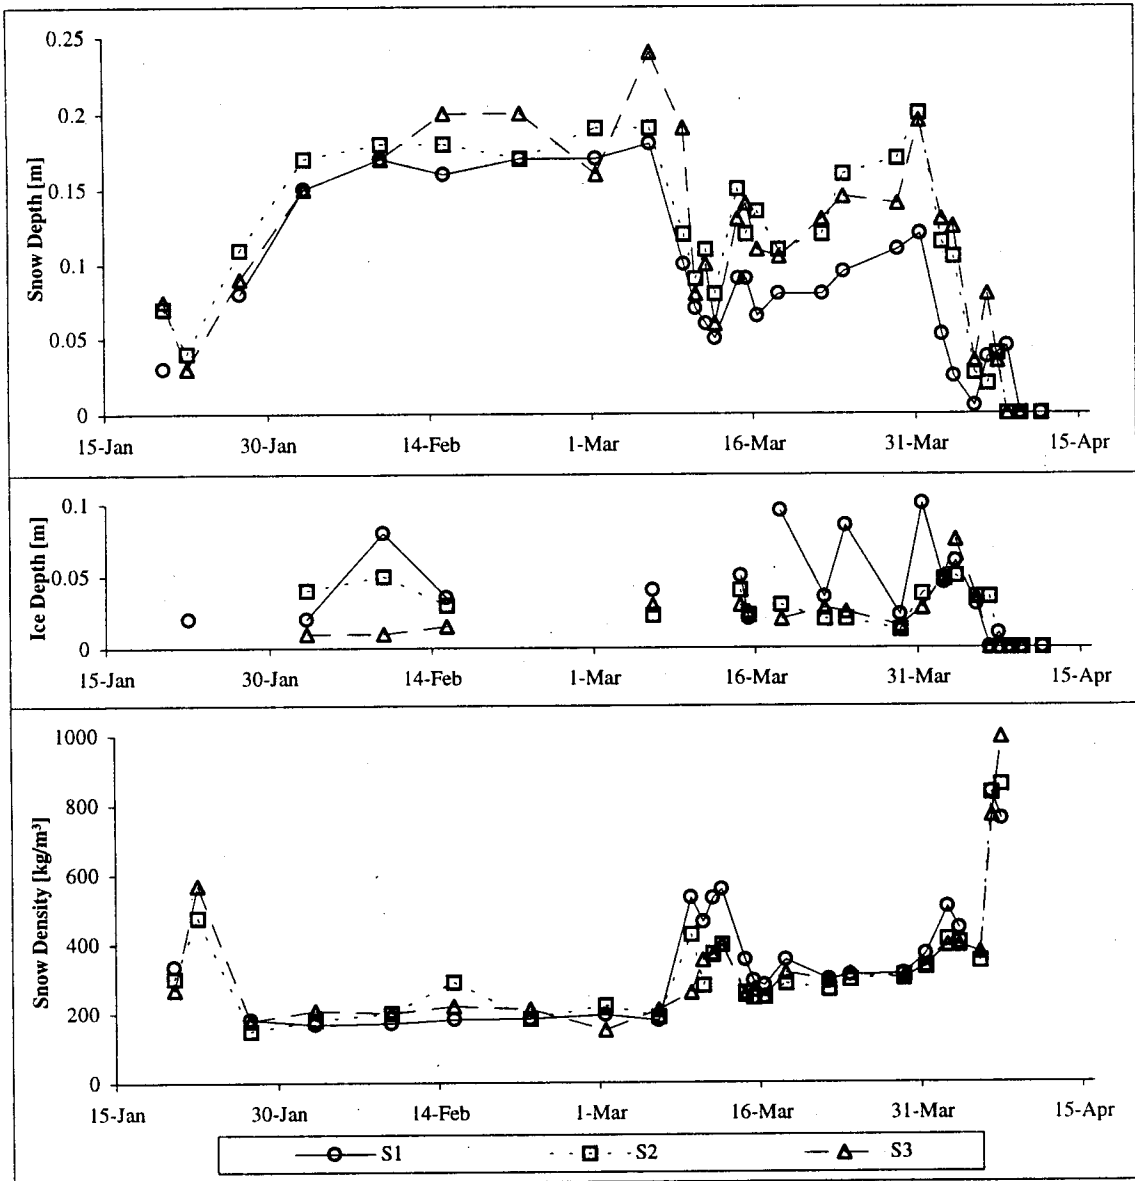 0.25
0.2
0.15
0.1
0.05
0
Snow Depth [m]
15-Jan 30-Jan 14-Feb 1-Mar 16-Mar 31-Mar 15-Apr
0.1
0.05
0
Ice Depth [m]
15-Jan 30-Jan 14-Feb 1-Mar 16-Mar 31-Mar 15-Apr
1000
800
600
400
200
0
Snow Density [kg/m³]
15-Jan 30-Jan 14-Feb 1-Mar 16-Mar 31-Mar 15-Apr
S1 S2 S3